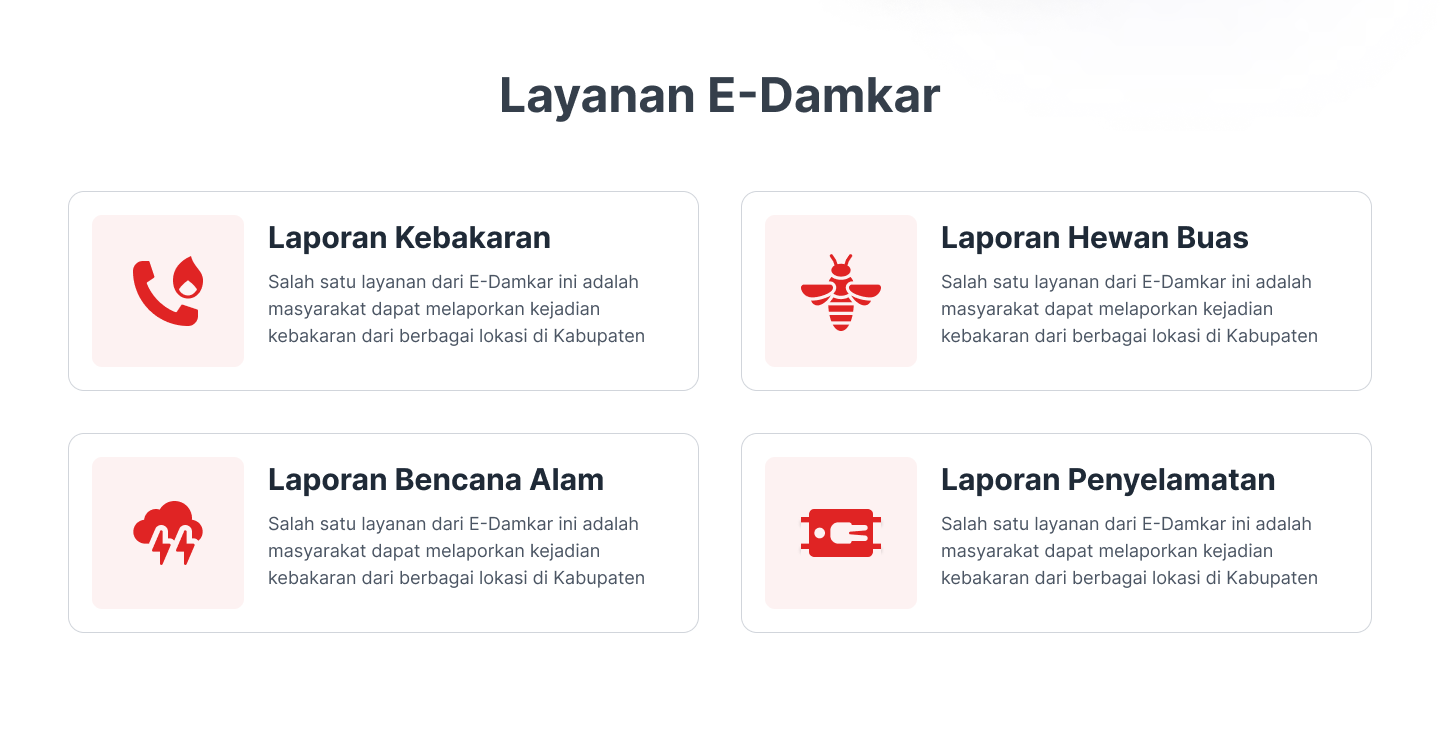 Layanan E-Damkar
Laporan Kebakaran
Salah satu layanan dari E-Damkar ini adalah
masyarakat dapat melaporkan kejadian
kebakaran dari berbagai lokasi di Kabupaten
Laporan Hewan Buas
Salah satu layanan dari E-Damkar ini adalah
masyarakat dapat melaporkan kejadian
kebakaran dari berbagai lokasi di Kabupaten
Laporan Bencana Alam
Salah satu layanan dari E-Damkar ini adalah
masyarakat dapat melaporkan kejadian
kebakaran dari berbagai lokasi di Kabupaten
Laporan Penyelamatan
Salah satu layanan dari E-Damkar ini adalah
masyarakat dapat melaporkan kejadian
kebakaran dari berbagai lokasi di Kabupaten